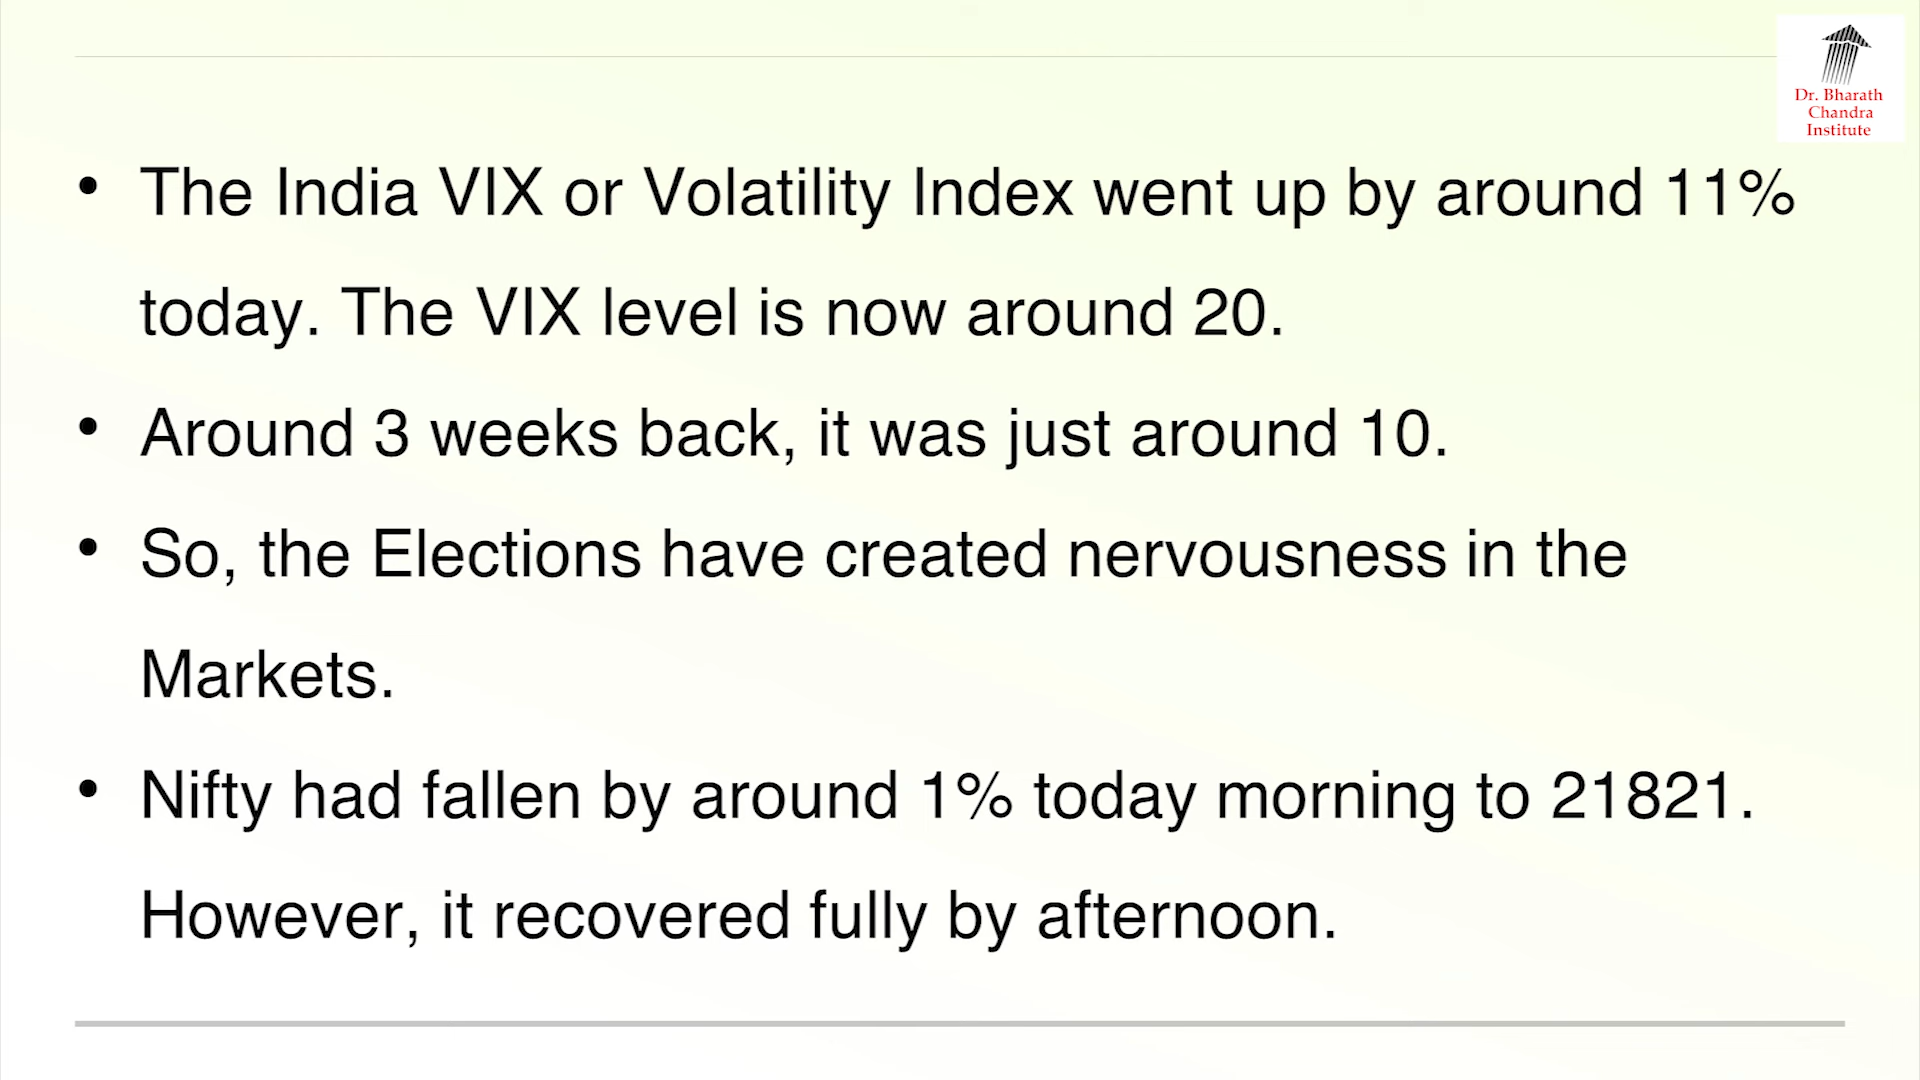 Dr. Bharath
Chandra
Institute
• The India VIX or Volatility Index went up by around 11%
today. The VIX level is now around 20.
• Around 3 weeks back, it was just around 10.
• So, the Elections have created nervousness in the
Markets.
• Nifty had fallen by around 1% today morning to 21821.
However, it recovered fully by afternoon.